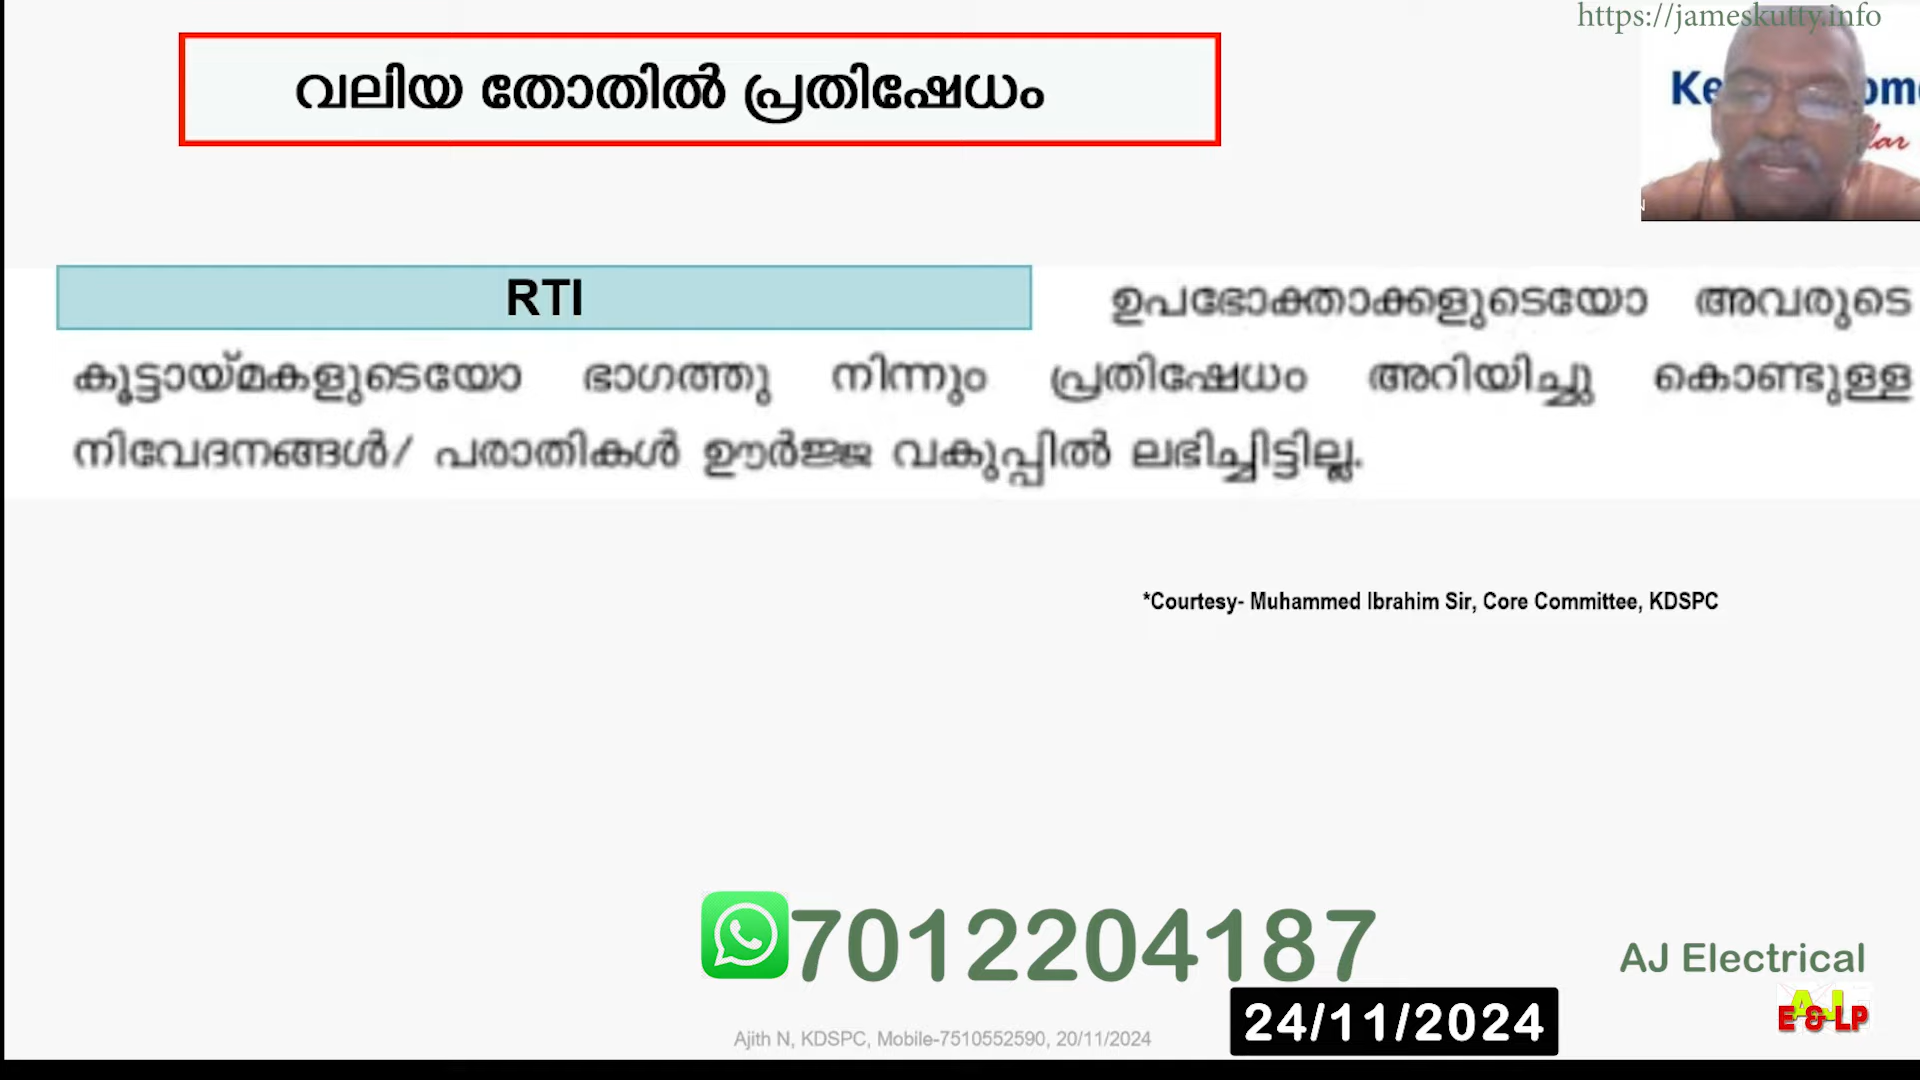 https://jameskutty.info
വലിയ തോതിൽ പ്രതിഷേധം
RTI ഉപഭോക്താക്കളുടെയോ അവരുടെ
കൂട്ടായ്മകളുടെയോ ഭാഗത്തു നിന്നും പ്രതിഷേധം അറിയിച്ചു കൊണ്ടുള്ള
നിവേദനങ്ങൾ/ പരാതികൾ ഊർജ്ജ വകുപ്പിൽ ലഭിച്ചിട്ടില്ല.
*Courtesy- Muhammed Ibrahim Sir, Core Committee, KDSPC
7012204187
AJ Electrical
AJ
E & LP
24/11/2024
Ajith N, KDSPC, Mobile-7510552590, 20/11/2024